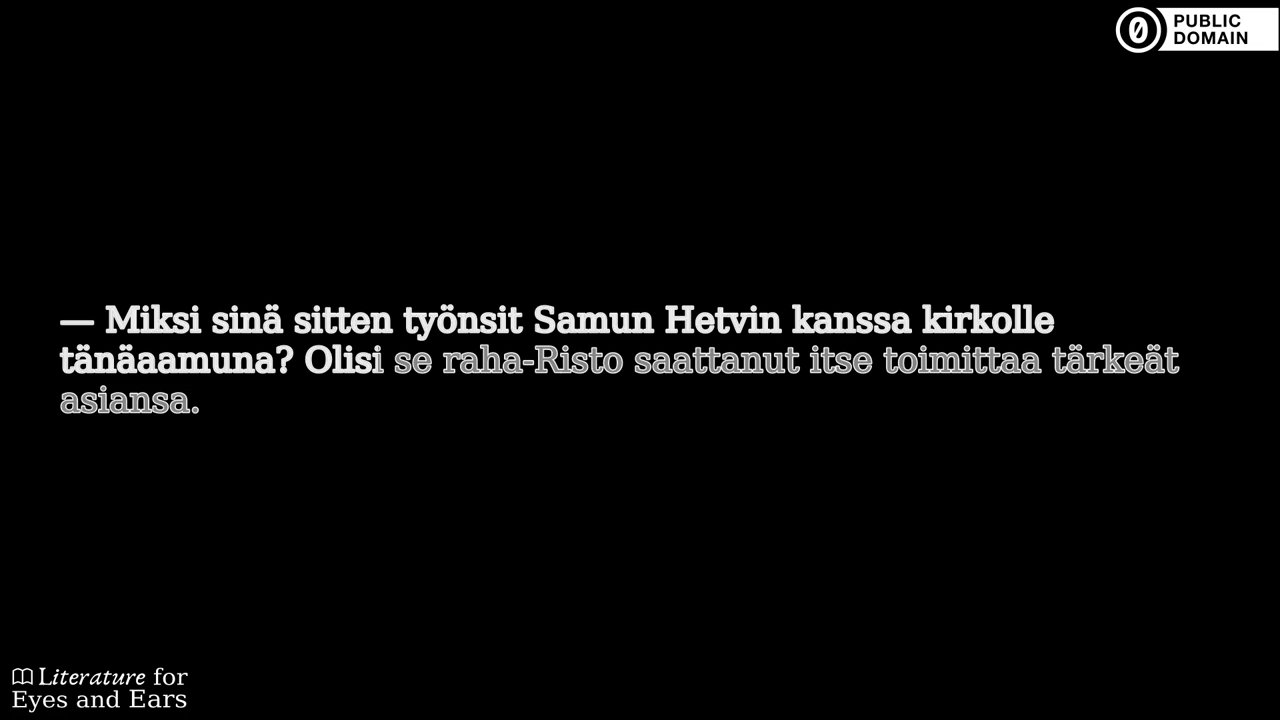 PUBLIC
DOMAIN
— Miksi sinä sitten työnsit Samun Hetvin kanssa kirkolle
tänäaamuna? Olisi se raha-Risto saattanut itse toimittaa tärkeät
asiansa.
Literature for
Eyes and Ears